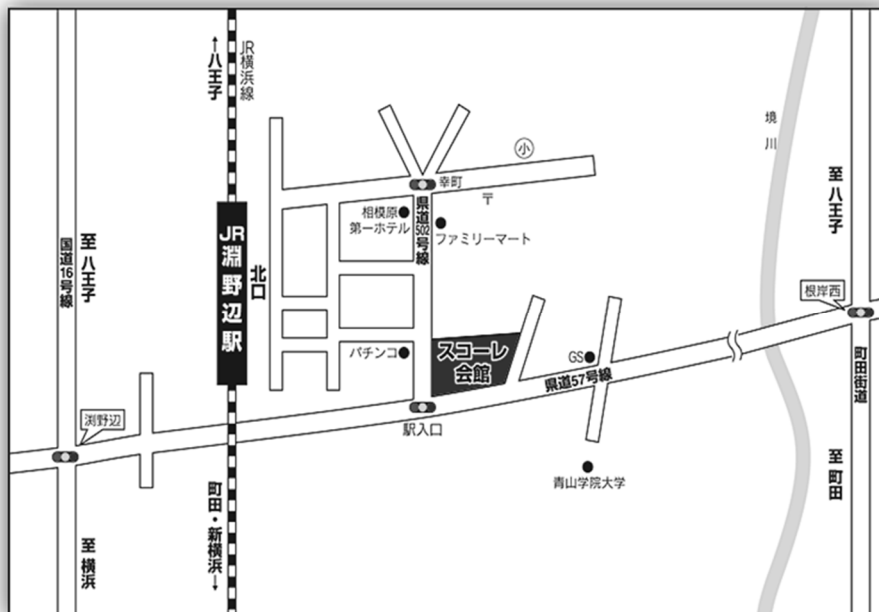 ↑八王子
JR横浜線
境川
至 八王子
小
幸町
〒
相模原
第一ホテル
県道502号線
ファミリーマート
至 八王子
国道16号線
JR淵野辺駅
北口
根岸西
パチンコ
スコーレ
会館
GS
県道57号線
町田街道
渕野辺
駅入口
青山学院大学
至 町田
町田・新横浜↓
至 横浜